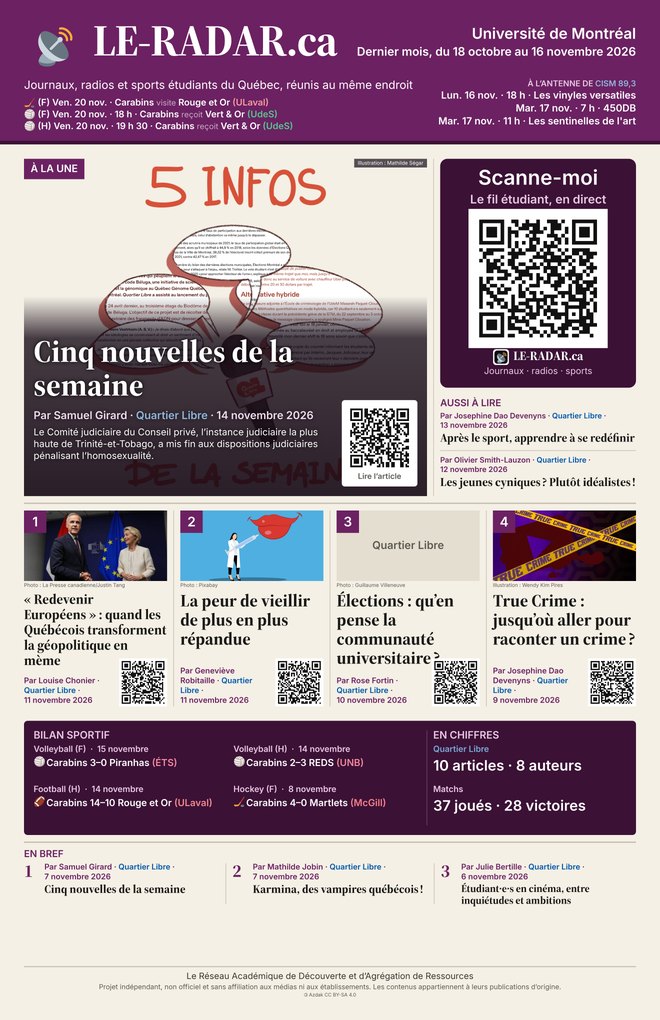 LE-RADAR.ca
Université de Montréal
Dernier mois, du 18 octobre au 16 novembre 2026
Journaux, radios et sports étudiants du Québec, réunis au même endroit
(F) Ven. 20 nov. · Carabins visite Rouge et Or (ULaval)
(F) Ven. 20 nov. · 18 h · Carabins reçoit Vert & Or (UdeS)
(H) Ven. 20 nov. · 19 h 30 · Carabins reçoit Vert & Or (UdeS)
À L'ANTENNE DE CISM 89,3
Lun. 16 nov. · 18 h · Les vinyles versatiles
Mar. 17 nov. · 7 h · 450DB
Mar. 17 nov. · 11 h · Les sentinelles de l'art
À LA UNE
Illustration : Mathilde Ségar
5 INFOS
Alternative hybride
DE LA SEMAINE
Cinq nouvelles de la
semaine
Par Samuel Girard · Quartier Libre · 14 novembre 2026
Le Comité judiciaire du Conseil privé, l'instance judiciaire la plus
haute de Trinité-et-Tobago, a mis fin aux dispositions judiciaires
pénalisant l'homosexualité.
Lire l'article
Scanne-moi
Le fil étudiant, en direct
LE-RADAR.ca
Journaux · radios · sports
AUSSI À LIRE
Par Josephine Dao Devenyns · Quartier Libre ·
13 novembre 2026
Après le sport, apprendre à se redéfinir
Par Olivier Smith-Lauzon · Quartier Libre ·
12 novembre 2026
Les jeunes cyniques ? Plutôt idéalistes !
1
Photo : La Presse canadienne/Justin Tang
« Redevenir
Européens » : quand les
Québécois transforment
la géopolitique en
mème
Par Louise Chonier ·
Quartier Libre ·
11 novembre 2026
2
Photo : Pixabay
La peur de vieillir
de plus en plus
répandue
Par Geneviève
Robitaille · Quartier
Libre ·
11 novembre 2026
3
Quartier Libre
Photo : Guillaume Villeneuve
Élections : qu'en
pense la
communauté
universitaire ?
Par Rose Fortin ·
Quartier Libre ·
10 novembre 2026
4
TRUE CRIME TRUE CRIME
Illustration : Wendy Kim Pires
True Crime :
jusqu'où aller pour
raconter un crime ?
Par Josephine Dao
Devenyns · Quartier
Libre ·
9 novembre 2026
BILAN SPORTIF
Volleyball (F) · 15 novembre
Carabins 3–0 Piranhas (ÉTS)
Volleyball (H) · 14 novembre
Carabins 2–3 REDS (UNB)
Football (H) · 14 novembre
Carabins 14–10 Rouge et Or (ULaval)
Hockey (F) · 8 novembre
Carabins 4–0 Martlets (McGill)
EN CHIFFRES
Quartier Libre
10 articles · 8 auteurs
Matchs
37 joués · 28 victoires
EN BREF
1
Par Samuel Girard · Quartier Libre ·
7 novembre 2026
Cinq nouvelles de la semaine
2
Par Mathilde Jobin · Quartier Libre ·
7 novembre 2026
Karmina, des vampires québécois !
3
Par Julie Bertille · Quartier Libre ·
6 novembre 2026
Étudiant·e·s en cinéma, entre
inquiétudes et ambitions
Le Réseau Académique de Découverte et d'Agrégation de Ressources
Projet indépendant, non officiel et sans affiliation aux médias ni aux établissements. Les contenus appartiennent à leurs publications d'origine.
© Azdak CC BY-SA 4.0